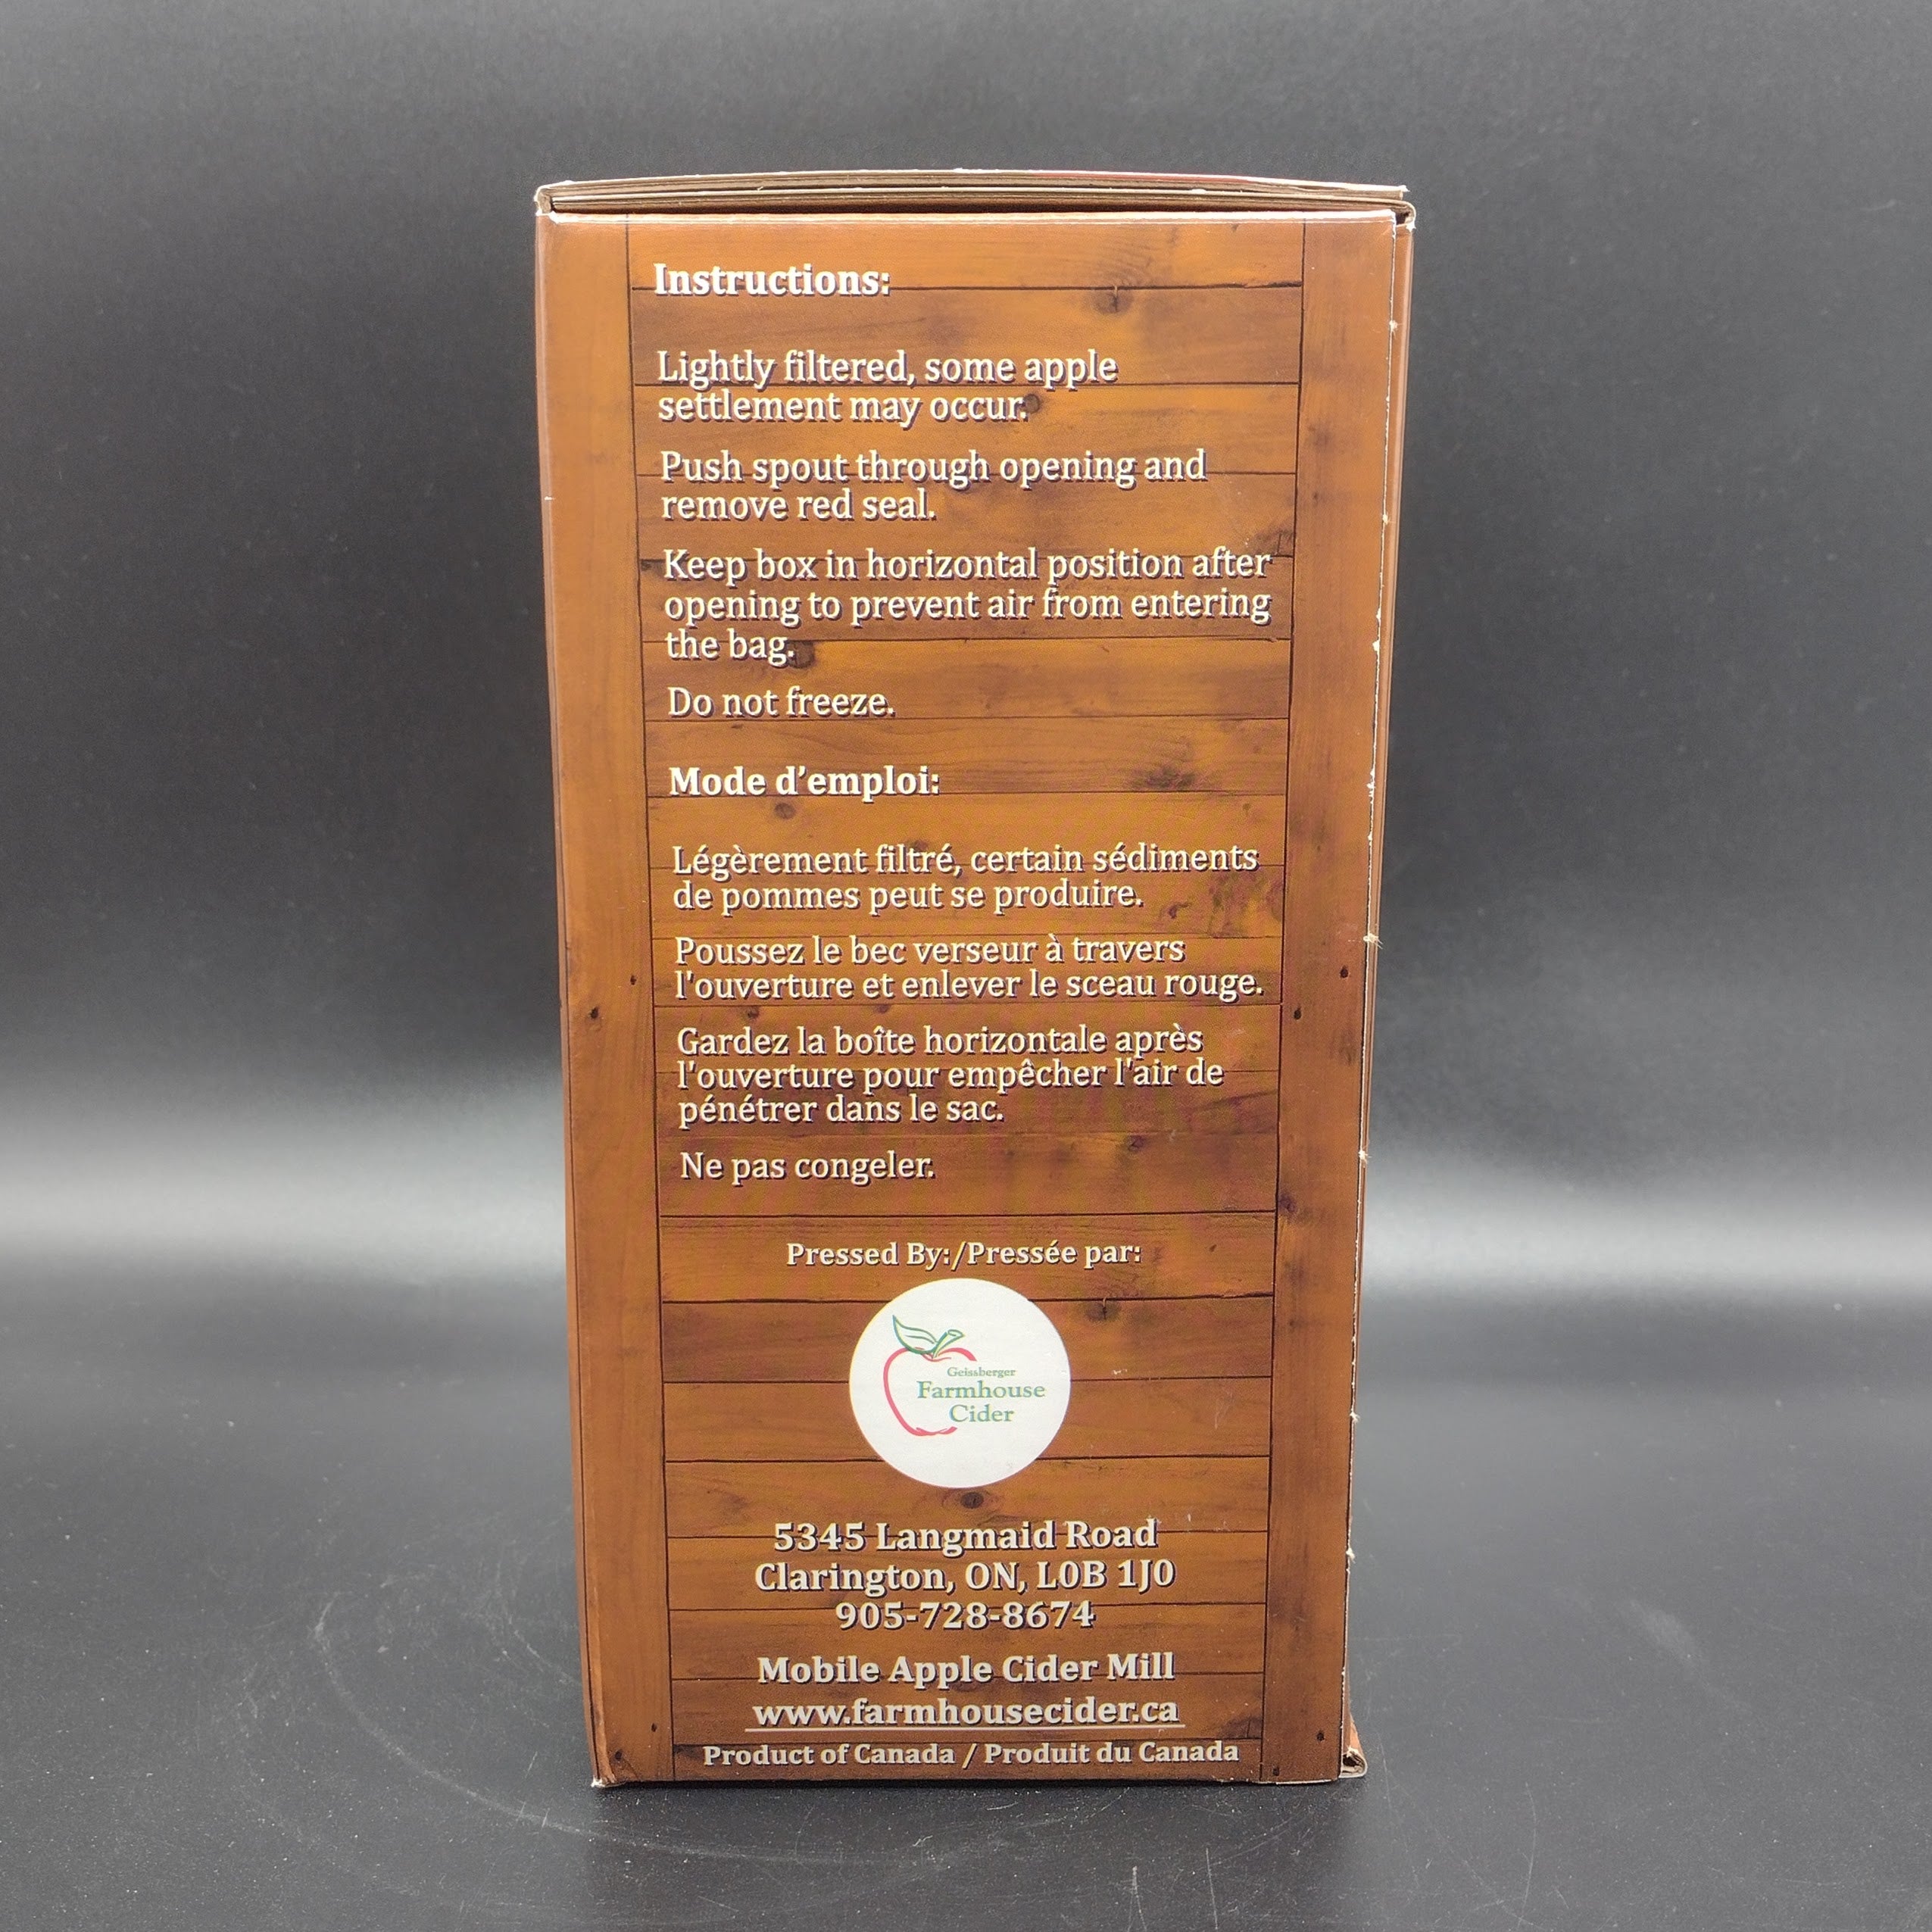 Instructions:
Lightly filtered, some apple
settlement may occur.
Push spout through opening and
remove red seal.
Keep box in horizontal position after
opening to prevent air from entering
the bag.
Do not freeze.
Mode d'emploi:
Légèrement filtré, certain sédiments
de pommes peut se produire.
Poussez le bec verseur à travers
l'ouverture et enlever le sceau rouge.
Gardez la boîte horizontale après
l'ouverture pour empêcher l'air de
pénétrer dans le sac.
Ne pas congeler.
Pressed By:/Pressée par:
Geissberger
Farmhouse
Cider
5345 Langmaid Road
Clarington, ON, L0B 1J0
905-728-8674
Mobile Apple Cider Mill
www.farmhousecider.ca
Product of Canada / Produit du Canada